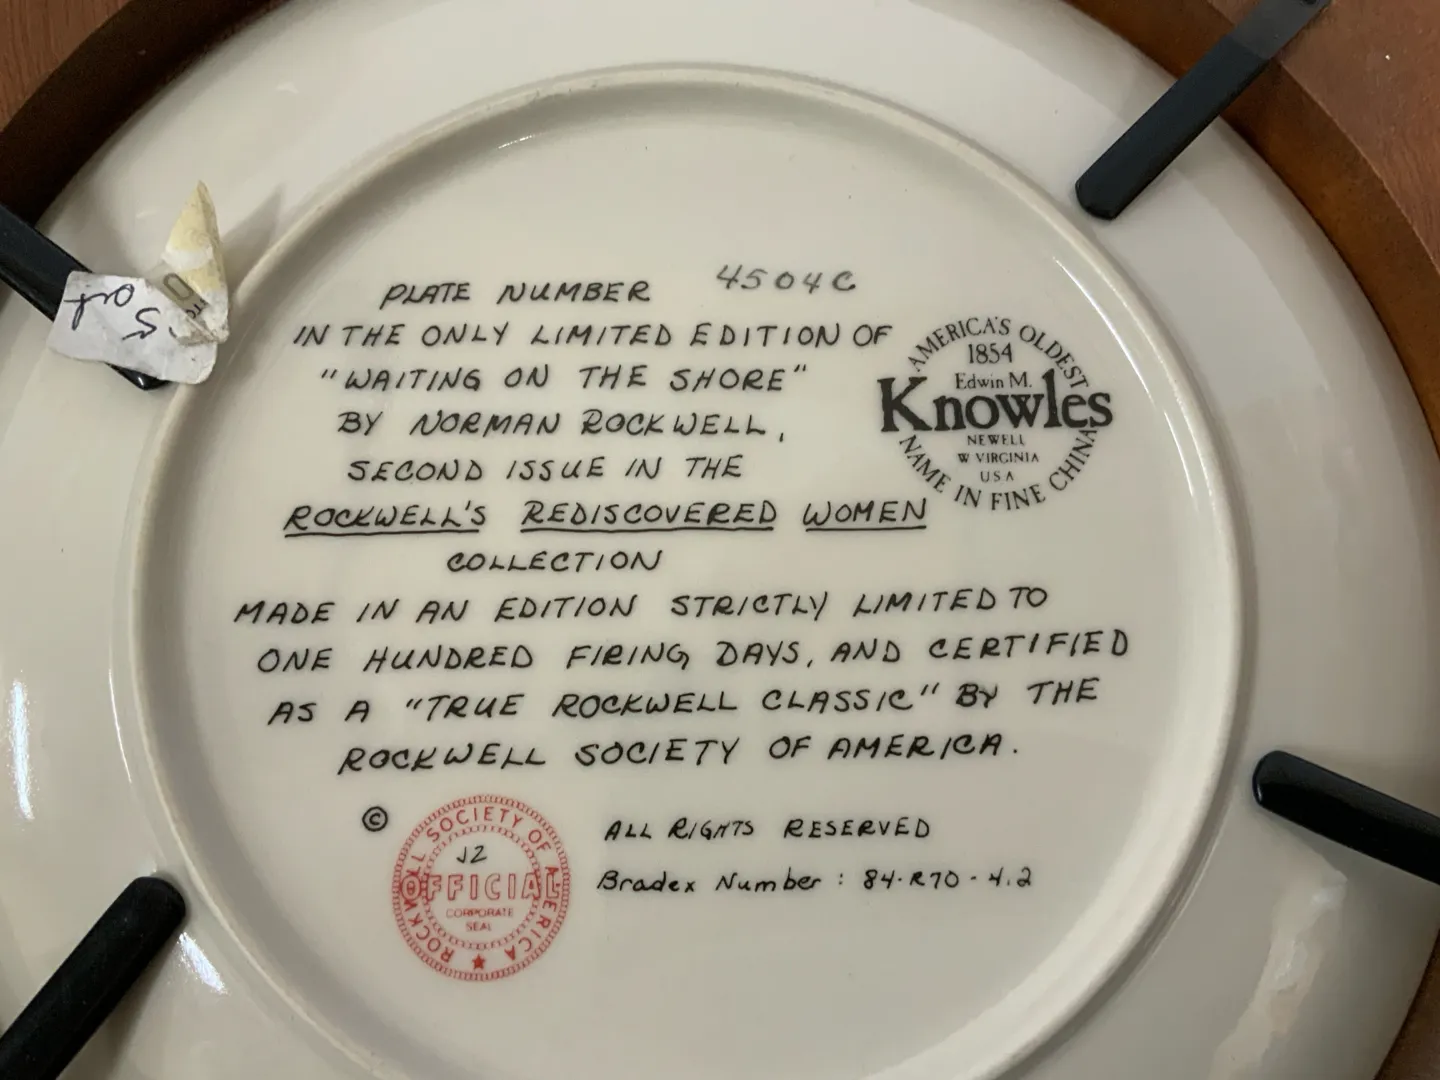 PLATE NUMBER 4504C
IN THE ONLY LIMITED EDITION OF
"WAITING ON THE SHORE"
BY NORMAN ROCKWELL,
SECOND ISSUE IN THE
ROCKWELL'S REDISCOVERED WOMEN
COLLECTION
MADE IN AN EDITION STRICTLY LIMITED TO
ONE HUNDRED FIRING DAYS, AND CERTIFIED
AS A "TRUE ROCKWELL CLASSIC" BY THE
ROCKWELL SOCIETY OF AMERICA.
AMERICA'S OLDEST
1854
Edwin M.
Knowles
NEWELL
W VIRGINIA
USA
NAME IN FINE CHINA
©
ROCKWELL SOCIETY OF AMERICA
JZ
OFFICIAL
CORPORATE
SEAL
ALL RIGHTS RESERVED
Bradex Number: 84-R70-4.2